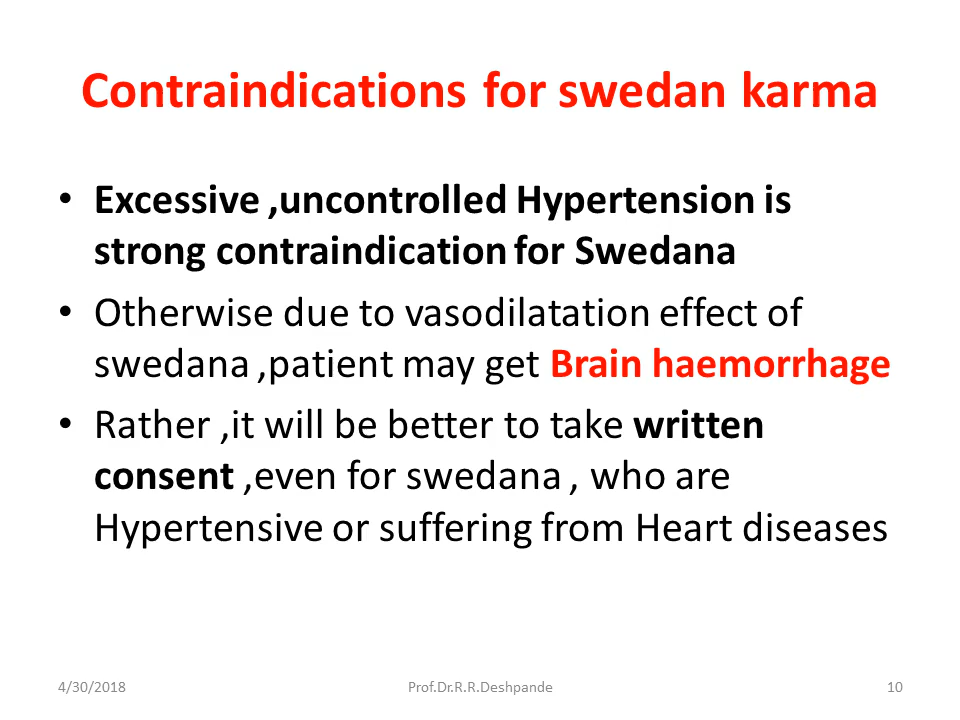 Contraindications for swedan karma
• Excessive ,uncontrolled Hypertension is
strong contraindication for Swedana
• Otherwise due to vasodilatation effect of
swedana ,patient may get Brain haemorrhage
• Rather ,it will be better to take written
consent ,even for swedana , who are
Hypertensive or suffering from Heart diseases
4/30/2018 Prof.Dr.R.R.Deshpande 10